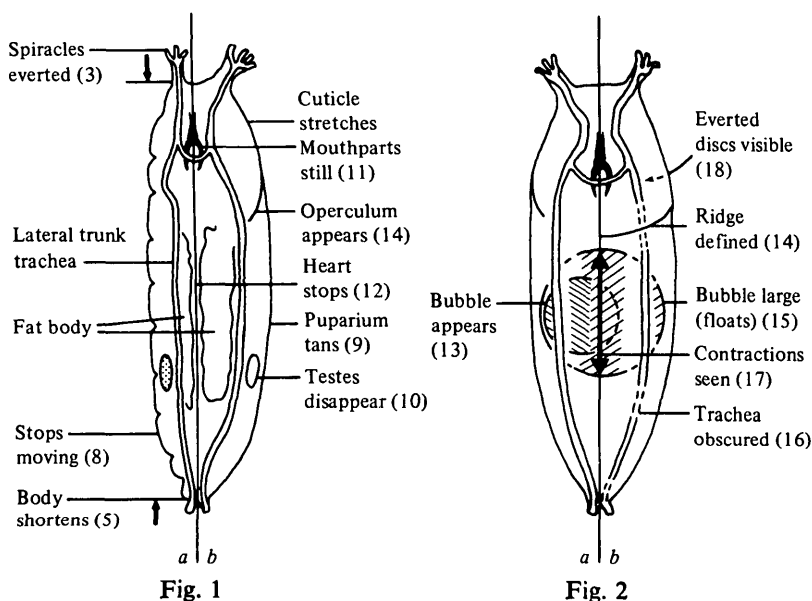 Spiracles
everted (3)
Cuticle
stretches
Mouthparts
still (11)
Operculum
appears (14)
Lateral trunk
trachea
Heart
stops (12)
Fat body
Puparium
tans (9)
Testes
disappear (10)
Stops
moving (8)
Body
shortens (5)
a b
Fig. 1
Everted
discs visible
(18)
Ridge
defined (14)
Bubble
appears
(13)
Bubble large
(floats) (15)
Contractions
seen (17)
Trachea
obscured (16)
a b
Fig. 2